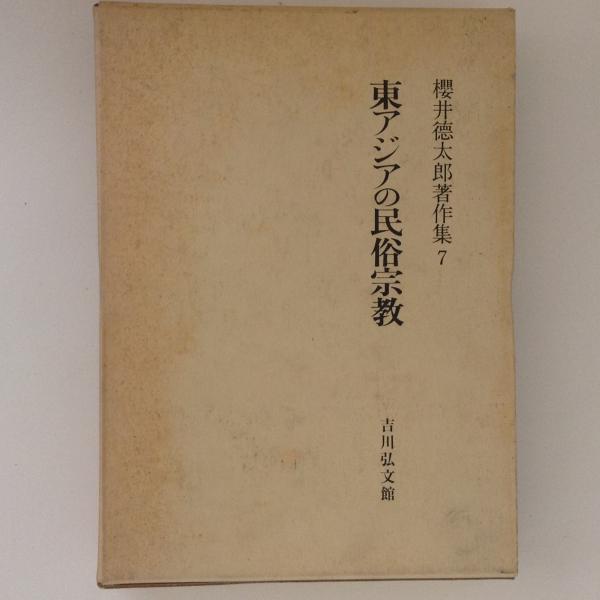 櫻井德太郎著作集 7
東アジアの民俗宗教
吉川弘文館